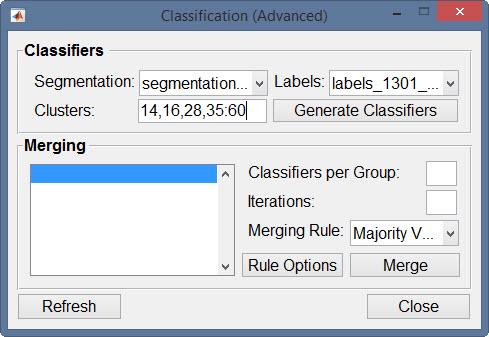 Classification (Advanced)
Classifiers
Segmentation: segmentation... Labels: labels_1301_...
Clusters: 14,16,28,35:60 Generate Classifiers
Merging
Classifiers per Group:
Iterations:
Merging Rule: Majority V...
Rule Options Merge
Refresh Close